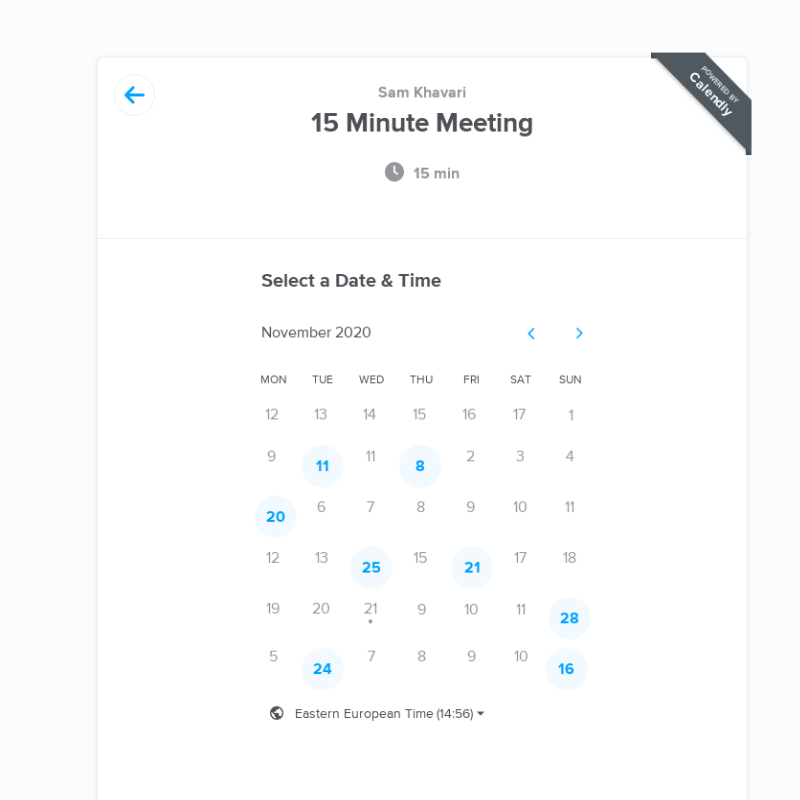 POWERED BY
Calendly
Sam Khavari
15 Minute Meeting
15 min
Select a Date & Time
November 2020
MON TUE WED THU FRI SAT SUN
12 13 14 15 16 17 1
9 11 11 8 2 3 4
20 6 7 8 9 10 11
12 13 25 15 21 17 18
19 20 21 9 10 11 28
5 24 7 8 9 10 16
Eastern European Time (14:56)